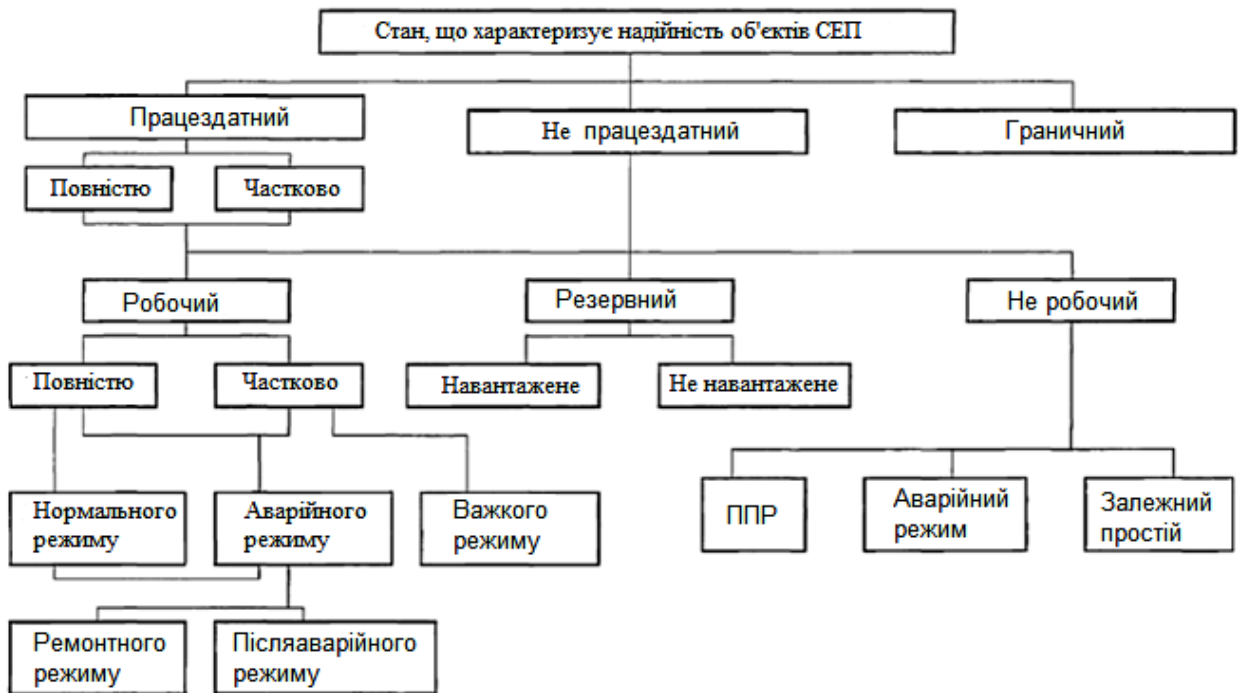 Стан, що характеризує надійність об'єктів СЕП
Працездатний
Не працездатний
Граничний
Повністю
Частково
Робочий
Резервний
Не робочий
Повністю
Частково
Навантажене
Не навантажене
Нормального
режиму
Аварійного
режиму
Важкого
режиму
ППР
Аварійний
режим
Залежний
простій
Ремонтного
режиму
Післяаварійного
режиму